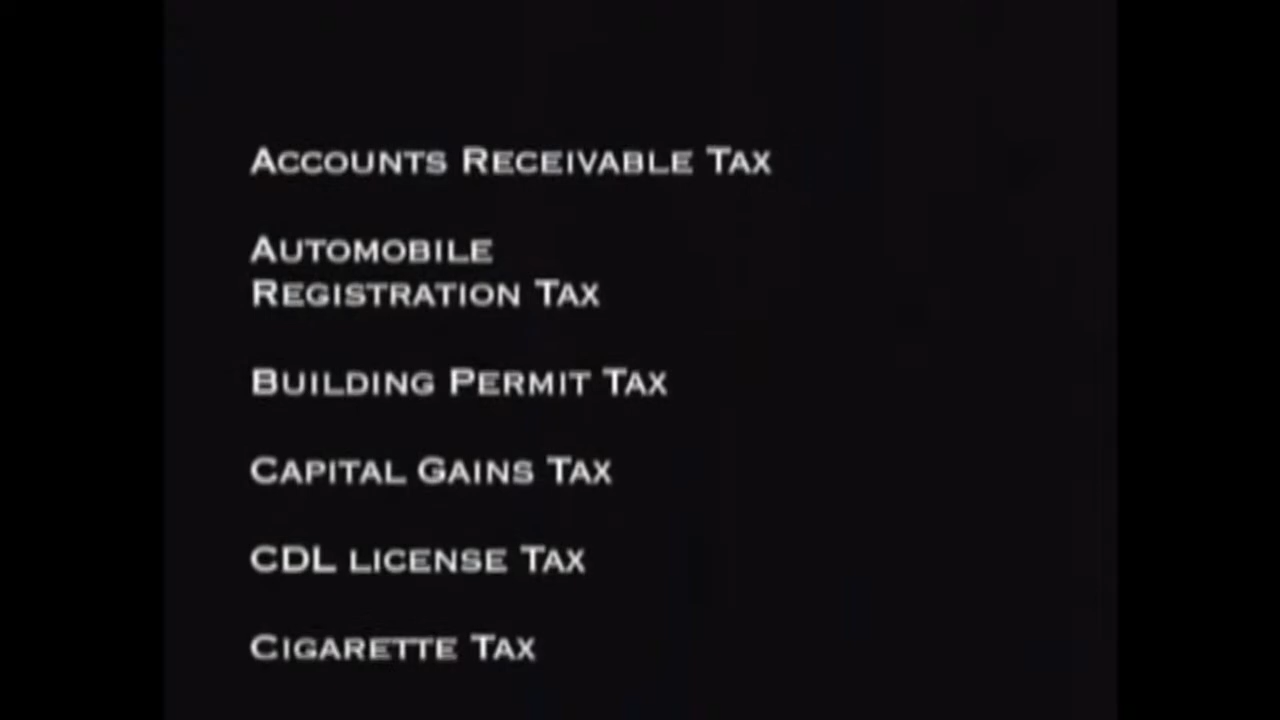 Accounts Receivable Tax
Automobile
Registration Tax
Building Permit Tax
Capital Gains Tax
CDL license Tax
Cigarette Tax